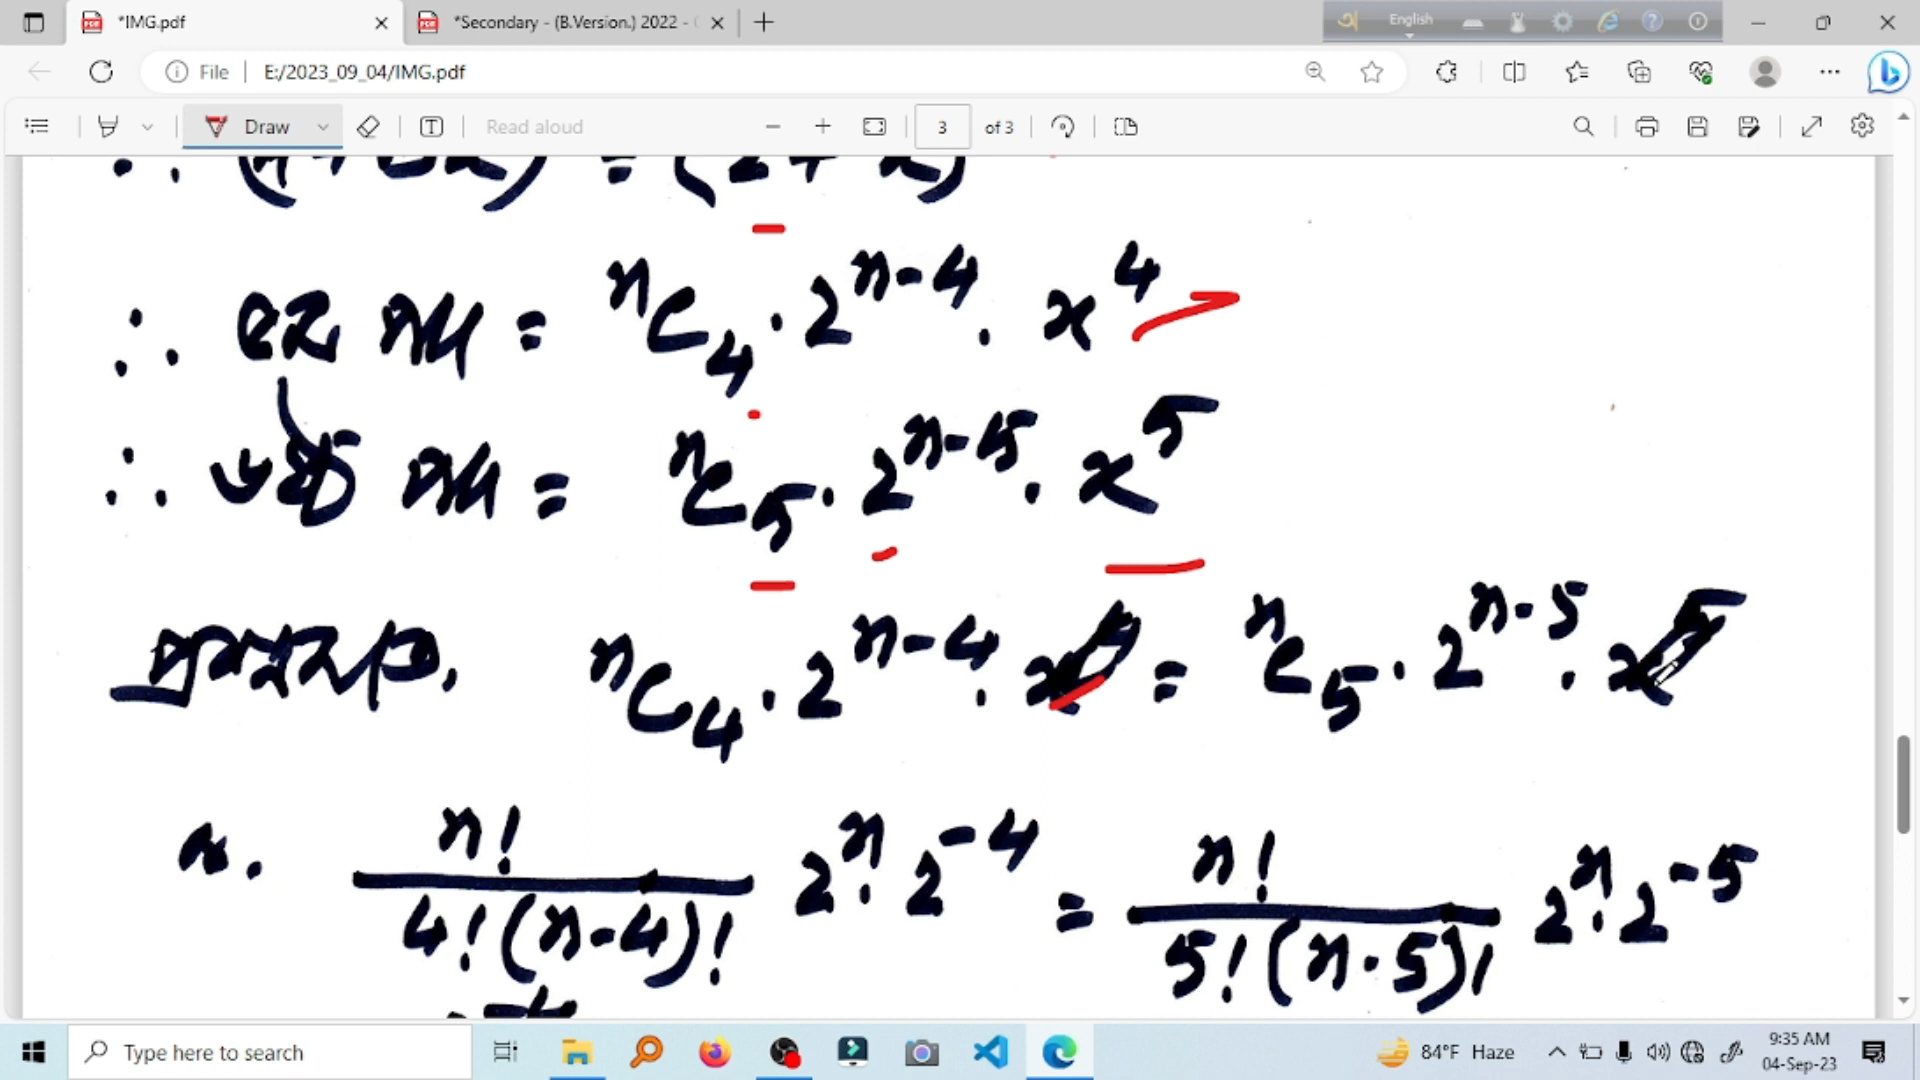 *IMG.pdf
*Secondary - (B.Version.) 2022 -
English
File E:/2023_09_04/IMG.pdf
Draw Read aloud 3 of 3
∴ ৫ম পদ = ⁿC₄ · 2ⁿ⁻⁴ · x⁴
∴ ৬ষ্ঠ পদ = ⁿC₅ · 2ⁿ⁻⁵ · x⁵
প্রশ্নমতে, ⁿC₄ · 2ⁿ⁻⁴ · x = ⁿC₅ · 2ⁿ⁻⁵ · x⁵
বা, n! / 4!(n-4)! 2ⁿ · 2⁻⁴ = n! / 5!(n-5)! 2ⁿ · 2⁻⁵
Type here to search
84°F Haze
9:35 AM
04-Sep-23